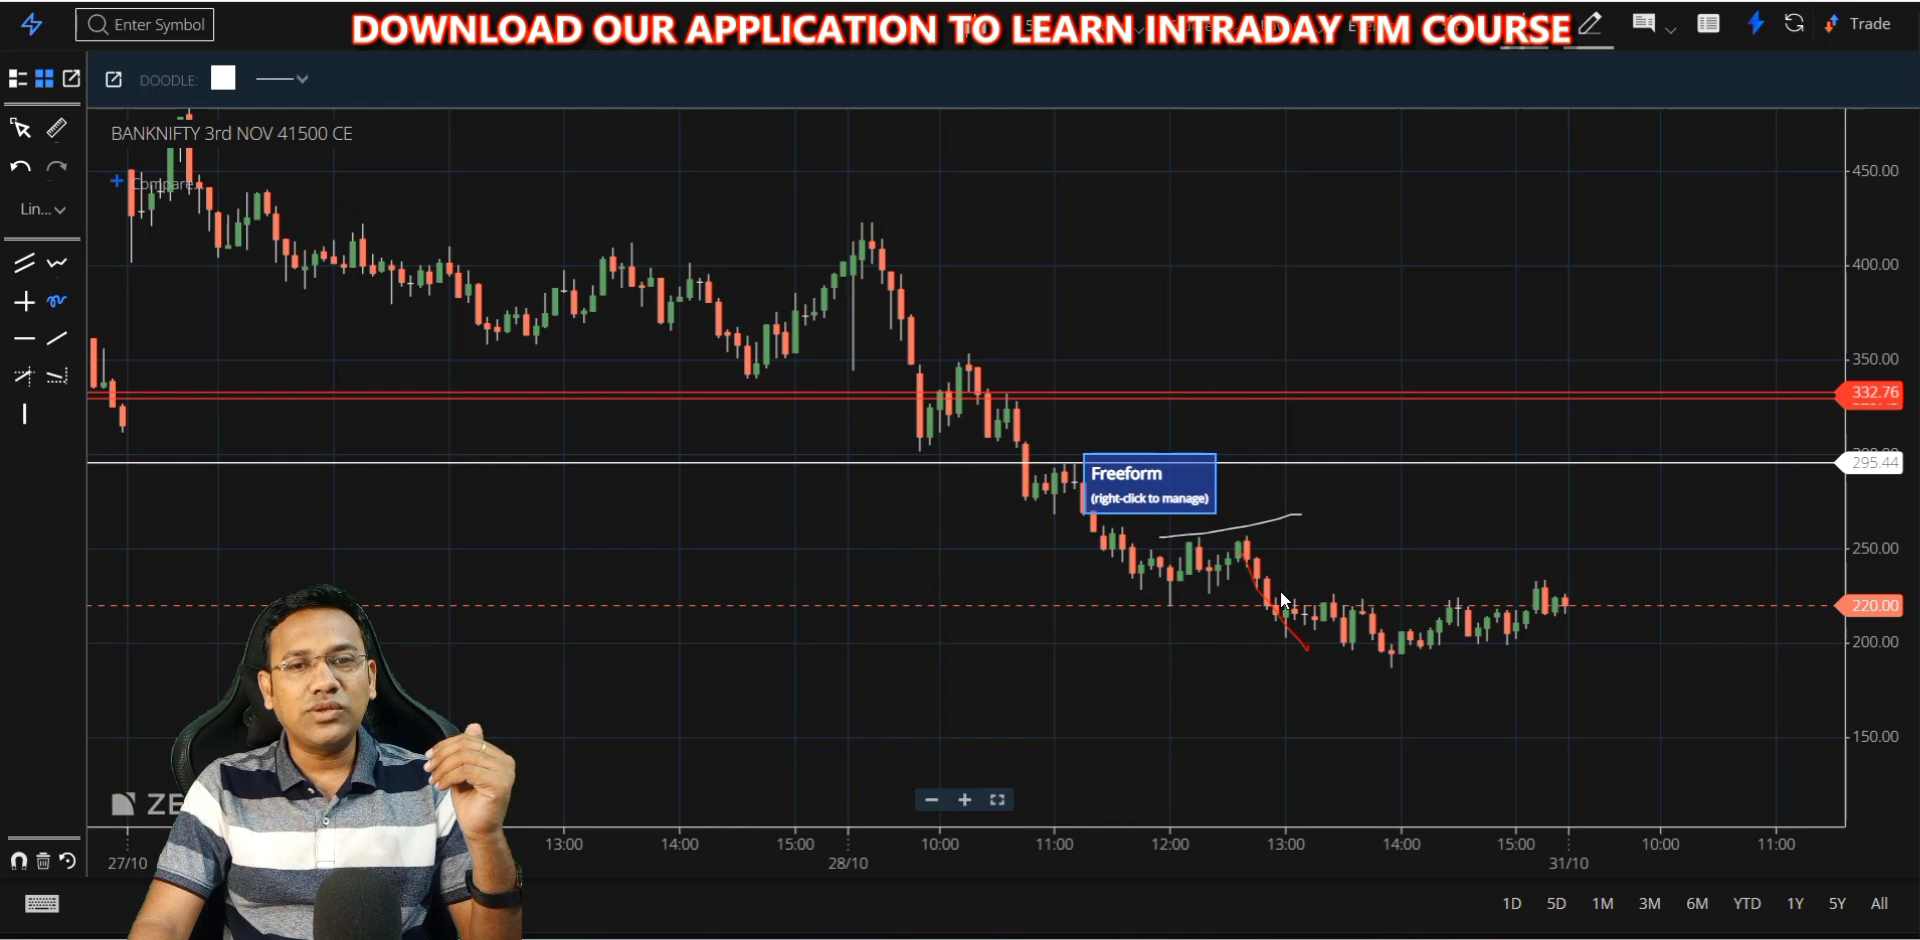 DOWNLOAD OUR APPLICATION TO LEARN INTRADAY TM COURSE
Enter Symbol
Trade
DOODLE:
BANKNIFTY 3rd NOV 41500 CE
Compare
Lin...
450.00
400.00
350.00
332.76
295.44
250.00
220.00
200.00
150.00
Freeform
(right-click to manage)
ZE
13:00 14:00 15:00 10:00 11:00 12:00 13:00 14:00 15:00 10:00 11:00
27/10 28/10 31/10
1D 5D 1M 3M 6M YTD 1Y 5Y All